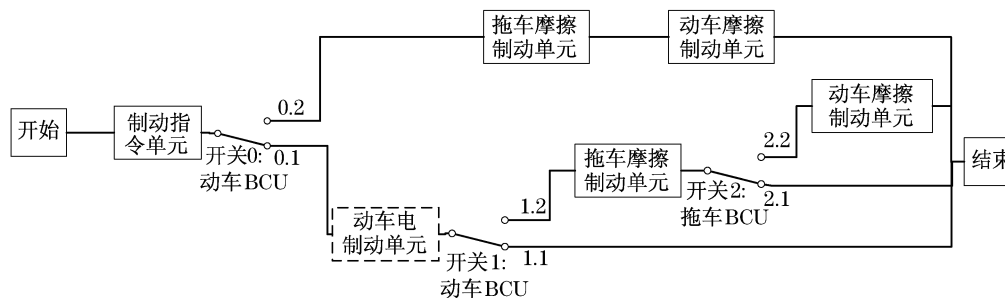 开始
制动指
令单元
开关0:
动车BCU
0.2
0.1
拖车摩擦
制动单元
动车摩擦
制动单元
动车电
制动单元
开关1:
动车BCU
1.2
1.1
拖车摩擦
制动单元
开关2:
拖车BCU
2.2
2.1
动车摩擦
制动单元
结束